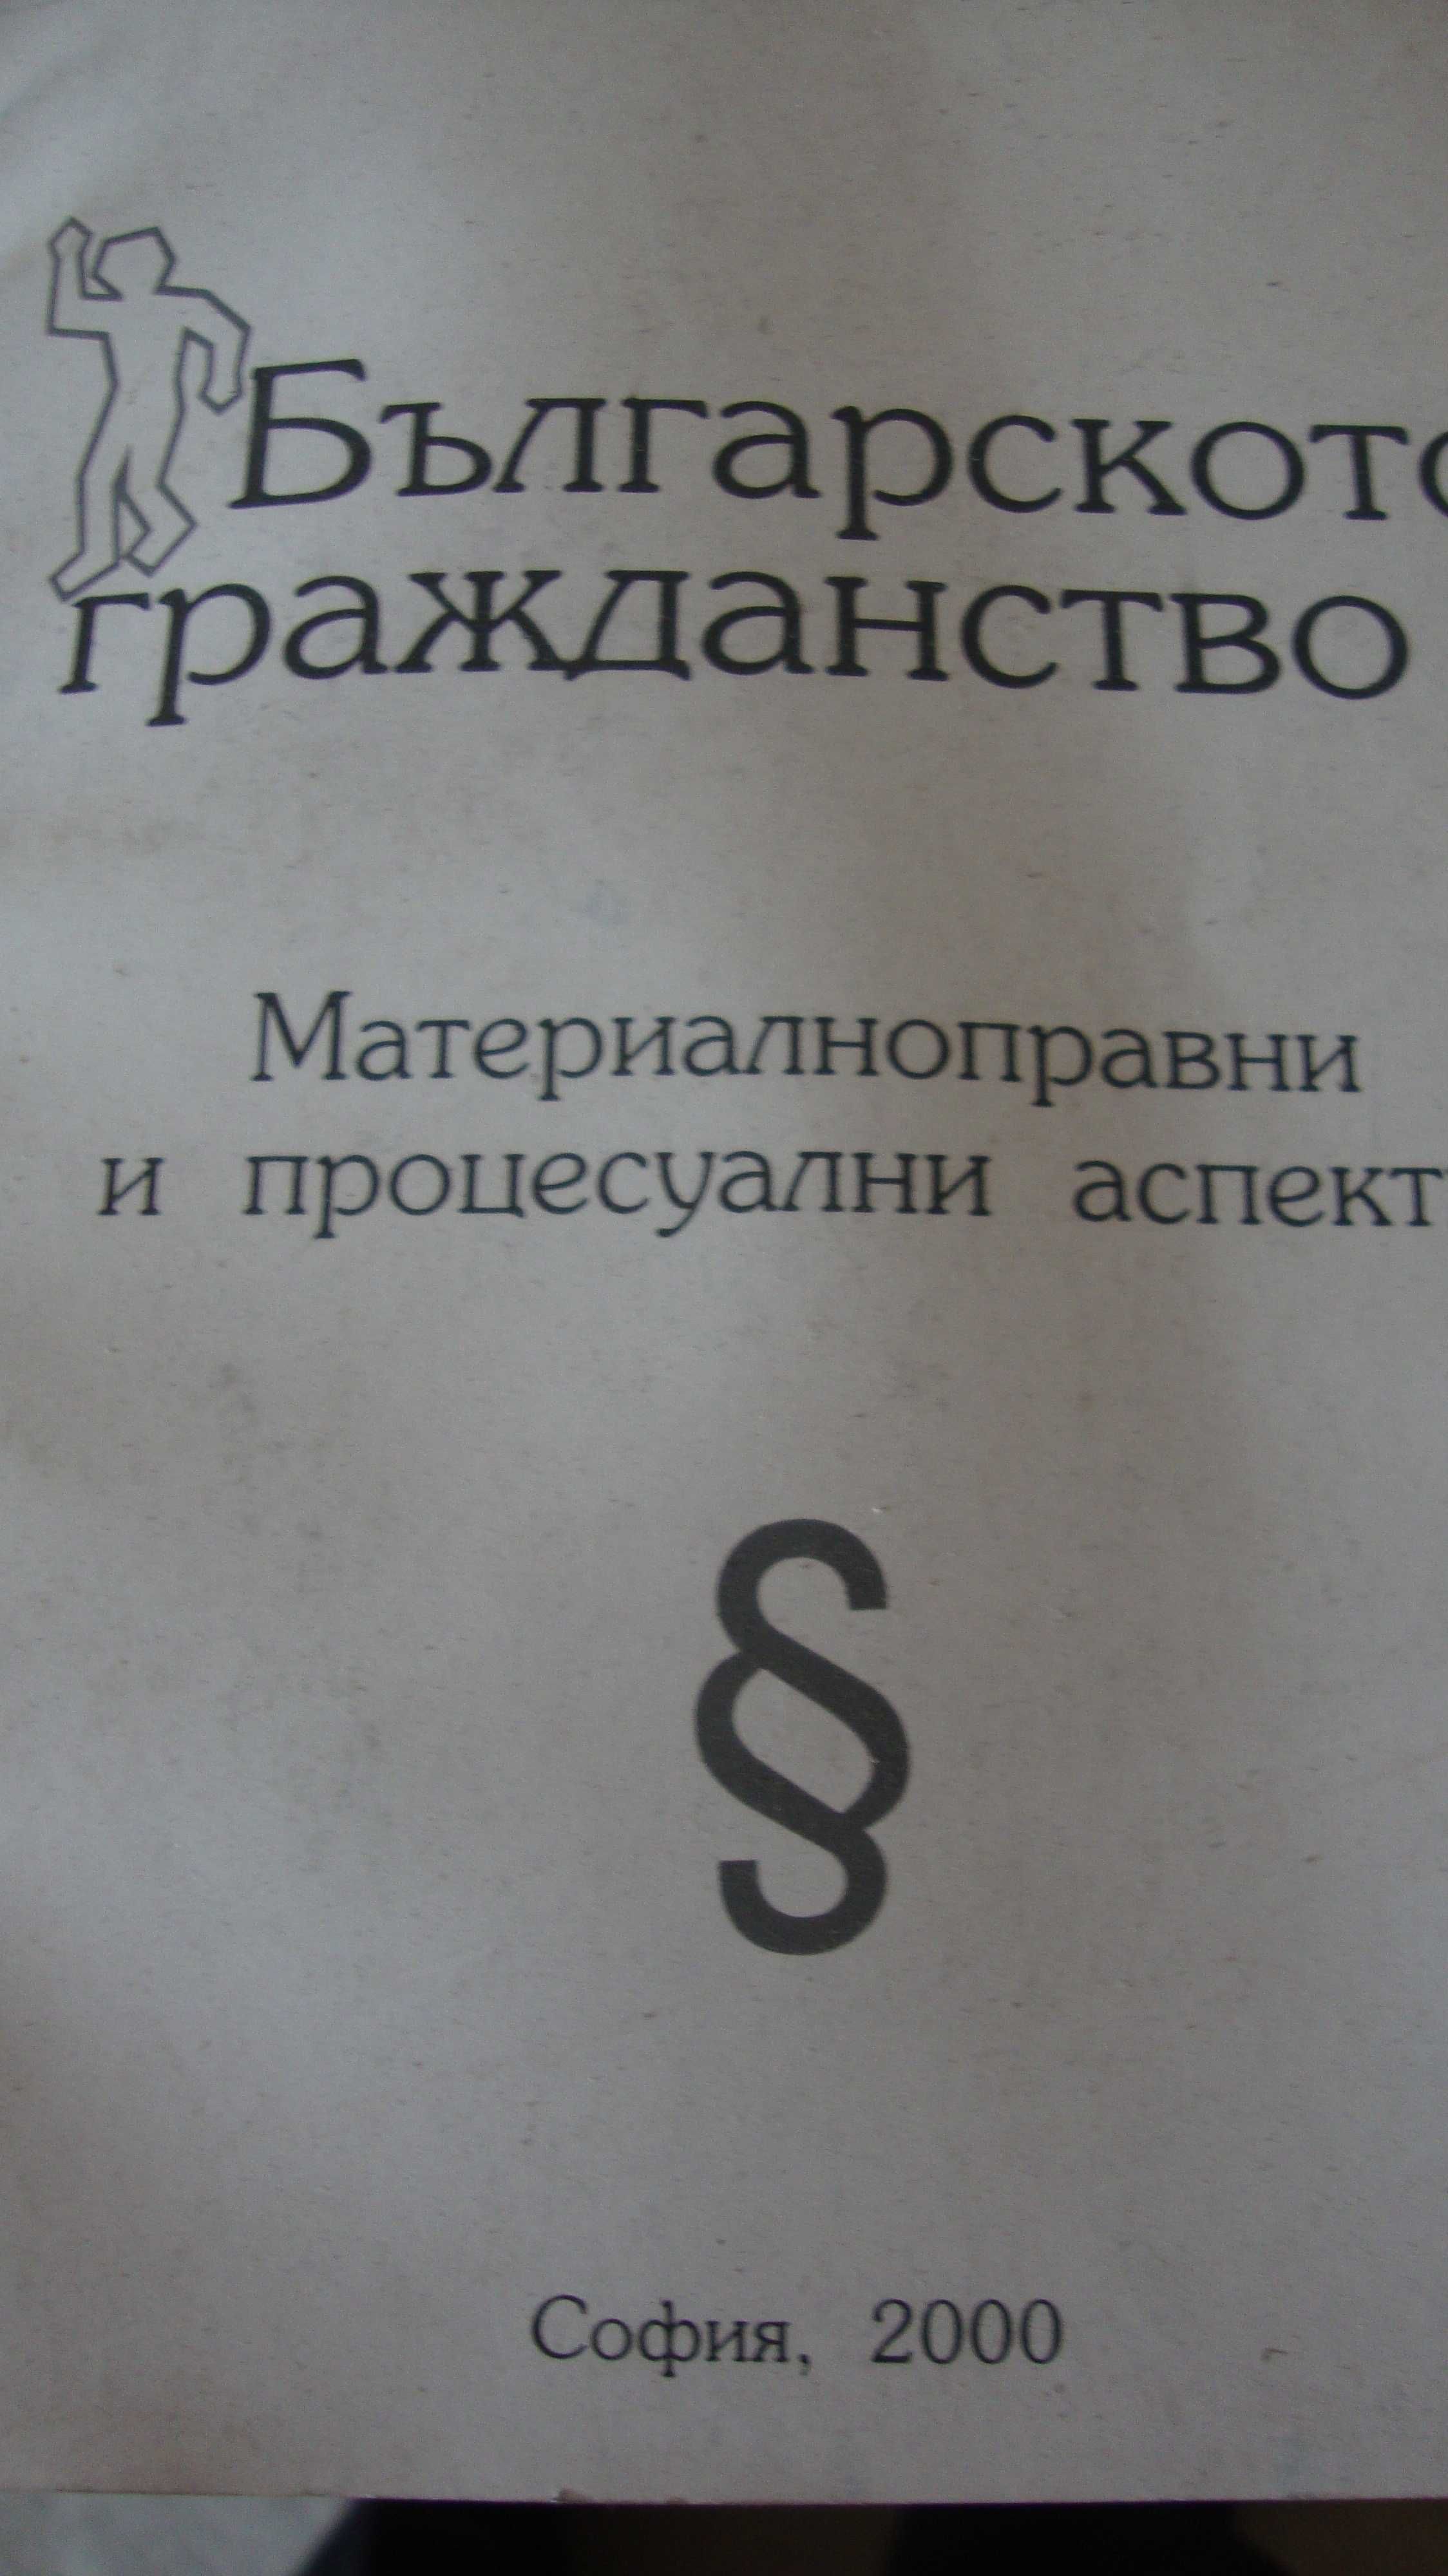 Българското
гражданство
Материалноправни
и процесуални аспект
§
София, 2000